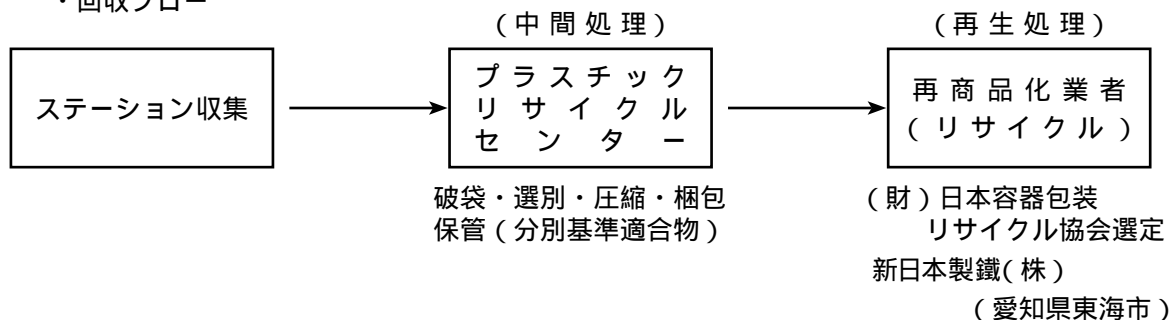 ・回収フロー
(中間処理)
(再生処理)
ステーション収集
プラスチック
リサイクル
センター
再商品化業者
(リサイクル)
破袋・選別・圧縮・梱包
保管(分別基準適合物)
(財)日本容器包装
リサイクル協会選定
新日本製鐵(株)
(愛知県東海市)